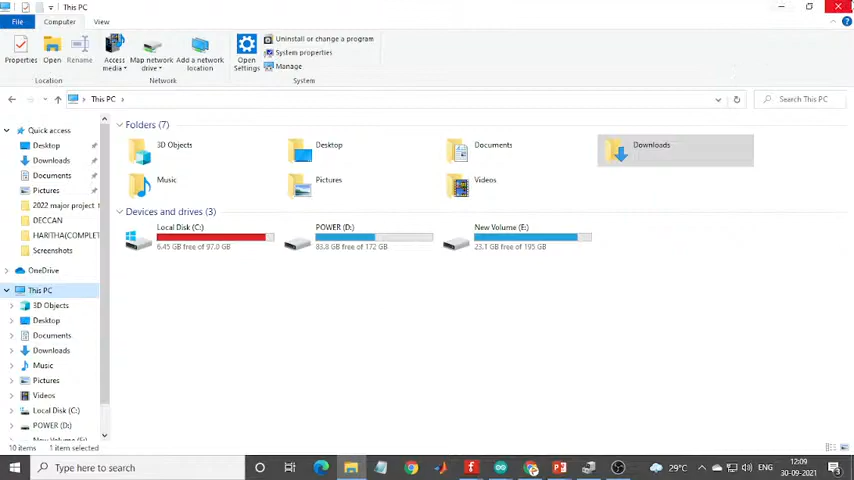 This PC
File Computer View
Properties Open Rename Access media Map network drive Add a network location Open Settings Uninstall or change a program
System properties
Manage
Location Network System
This PC
Search This PC
Quick access
Desktop
Downloads
Documents
Pictures
2022 major project
DECCAN
HARITHA(COMPLET
Screenshots
OneDrive
This PC
3D Objects
Desktop
Documents
Downloads
Music
Pictures
Videos
Local Disk (C:)
POWER (D:)
New Volume (E:)
Folders (7)
3D Objects Desktop Documents Downloads
Music Pictures Videos
Devices and drives (3)
Local Disk (C:) POWER (D:) New Volume (E:)
6.45 GB free of 97.0 GB 83.8 GB free of 172 GB 23.1 GB free of 195 GB
10 items 1 item selected
Type here to search
29°C
ENG
12:09
30-09-2021
3